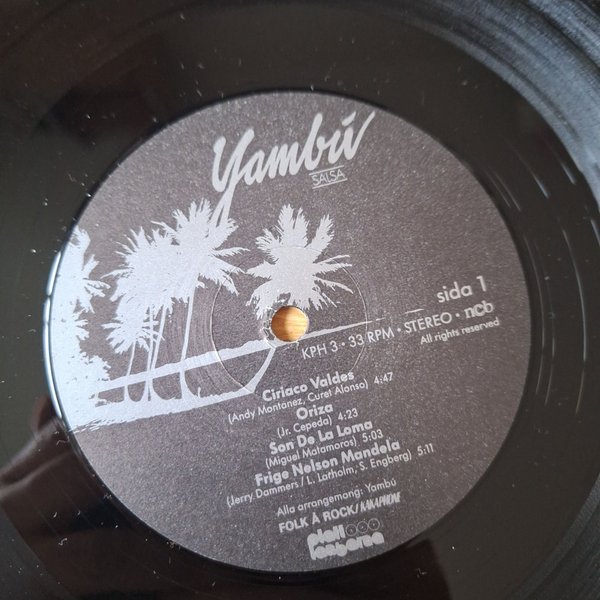 Yambú
SALSA
sida 1
KPH 3 • 33 RPM • STEREO • ncb
All rights reserved
Ciriaco Valdes
(Andy Montanez, Curet Alonso) 4:47
Oriza
(Jr. Cepeda) 4:23
Son De La Loma
(Miguel Matamoros) 5:03
Frige Nelson Mandela
(Jerry Dammers / L. Lotholm; S. Engberg) 5:11
Alla arrangemang: Yambú
FOLK Å ROCK/KAKAPHONE
plattlangarna